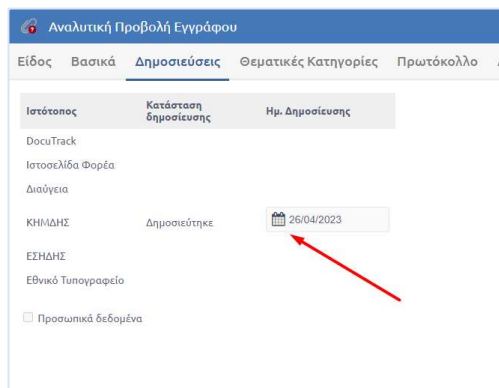 Αναλυτική Προβολή Εγγράφου
Είδος Βασικά Δημοσιεύσεις Θεματικές Κατηγορίες Πρωτόκολλο
Ιστότοπος Κατάσταση δημοσίευσης Ημ. Δημοσίευσης
DocuTrack
Ιστοσελίδα Φορέα
Διαύγεια
ΚΗΜΔΗΣ Δημοσιεύτηκε 26/04/2023
ΕΣΗΔΗΣ
Εθνικό Τυπογραφείο
Προσωπικά δεδομένα